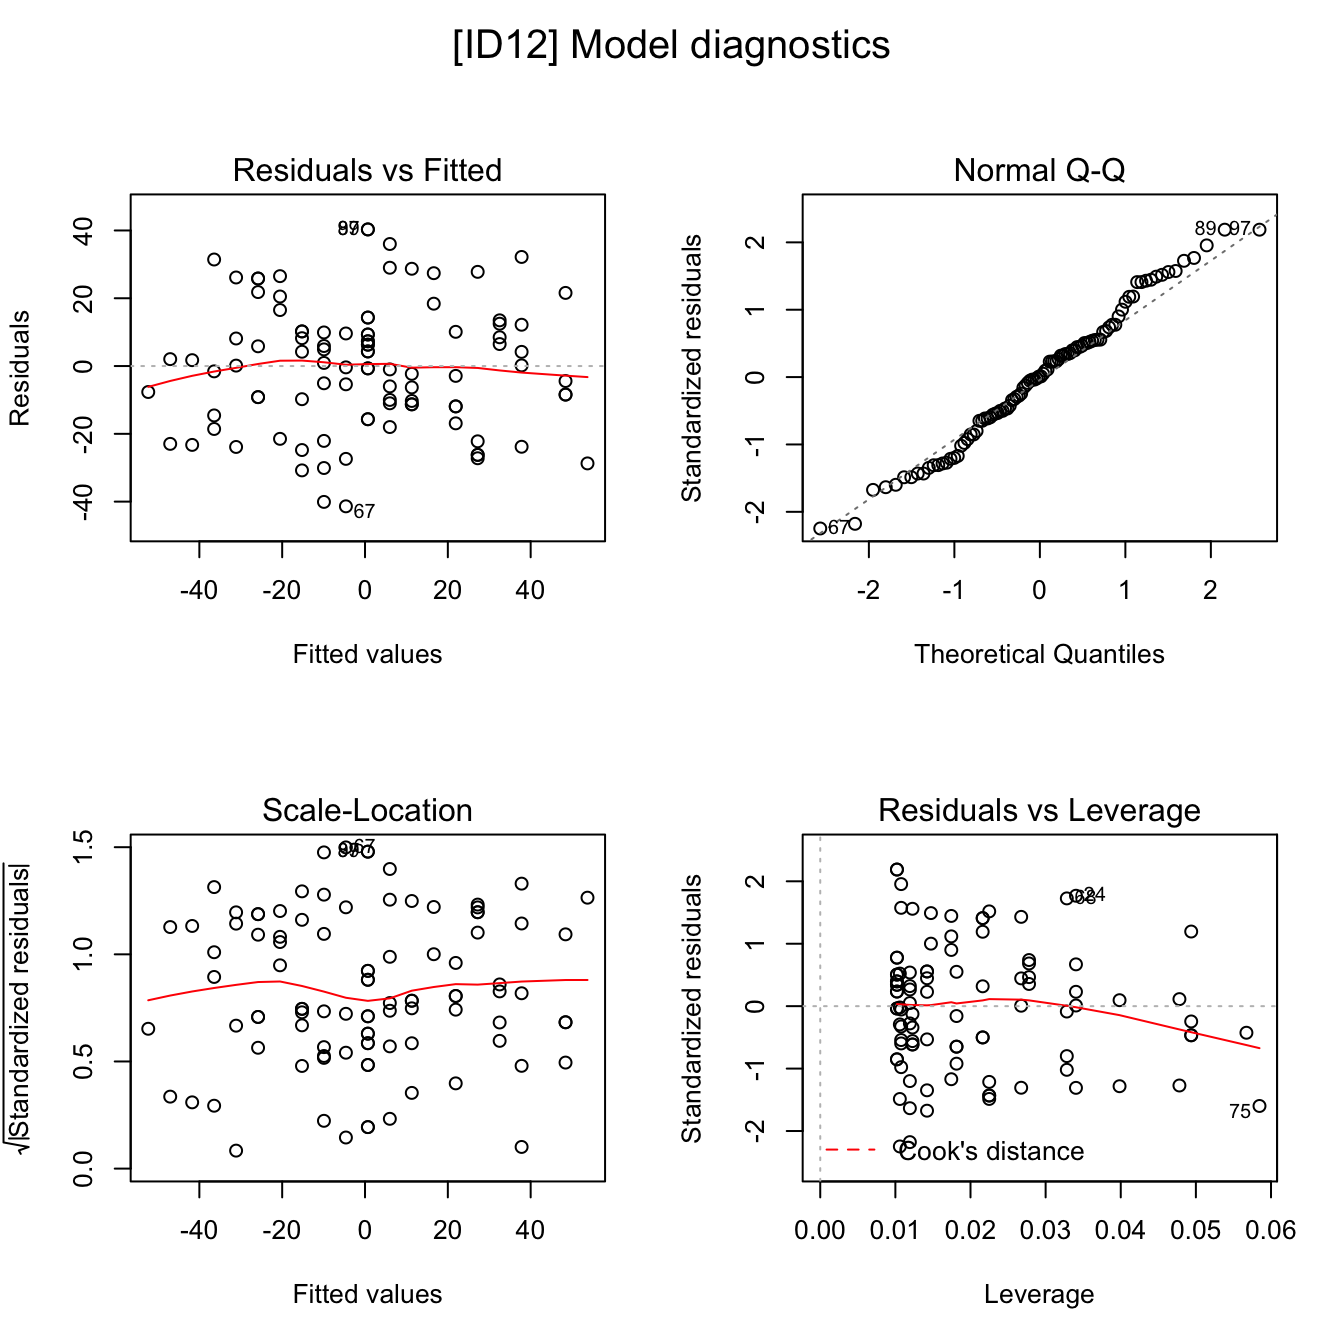 [ID12] Model diagnostics
Residuals vs Fitted
Residuals
40
20
0
-20
-40
89
67
-40 -20 0 20 40
Fitted values
Normal Q-Q
Standardized residuals
2
1
0
-1
-2
89 97
67
-2 -1 0 1 2
Theoretical Quantiles
Scale-Location
√|Standardized residuals|
1.5
1.0
0.5
0.0
67
-40 -20 0 20 40
Fitted values
Residuals vs Leverage
Standardized residuals
2
1
0
-1
-2
24
75
Cook's distance
0.00 0.01 0.02 0.03 0.04 0.05 0.06
Leverage